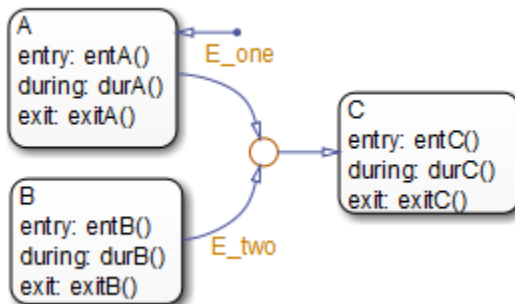 A
entry: entA()
during: durA()
exit: exitA()
E_one
C
entry: entC()
during: durC()
exit: exitC()
B
entry: entB()
during: durB()
exit: exitB()
E_two